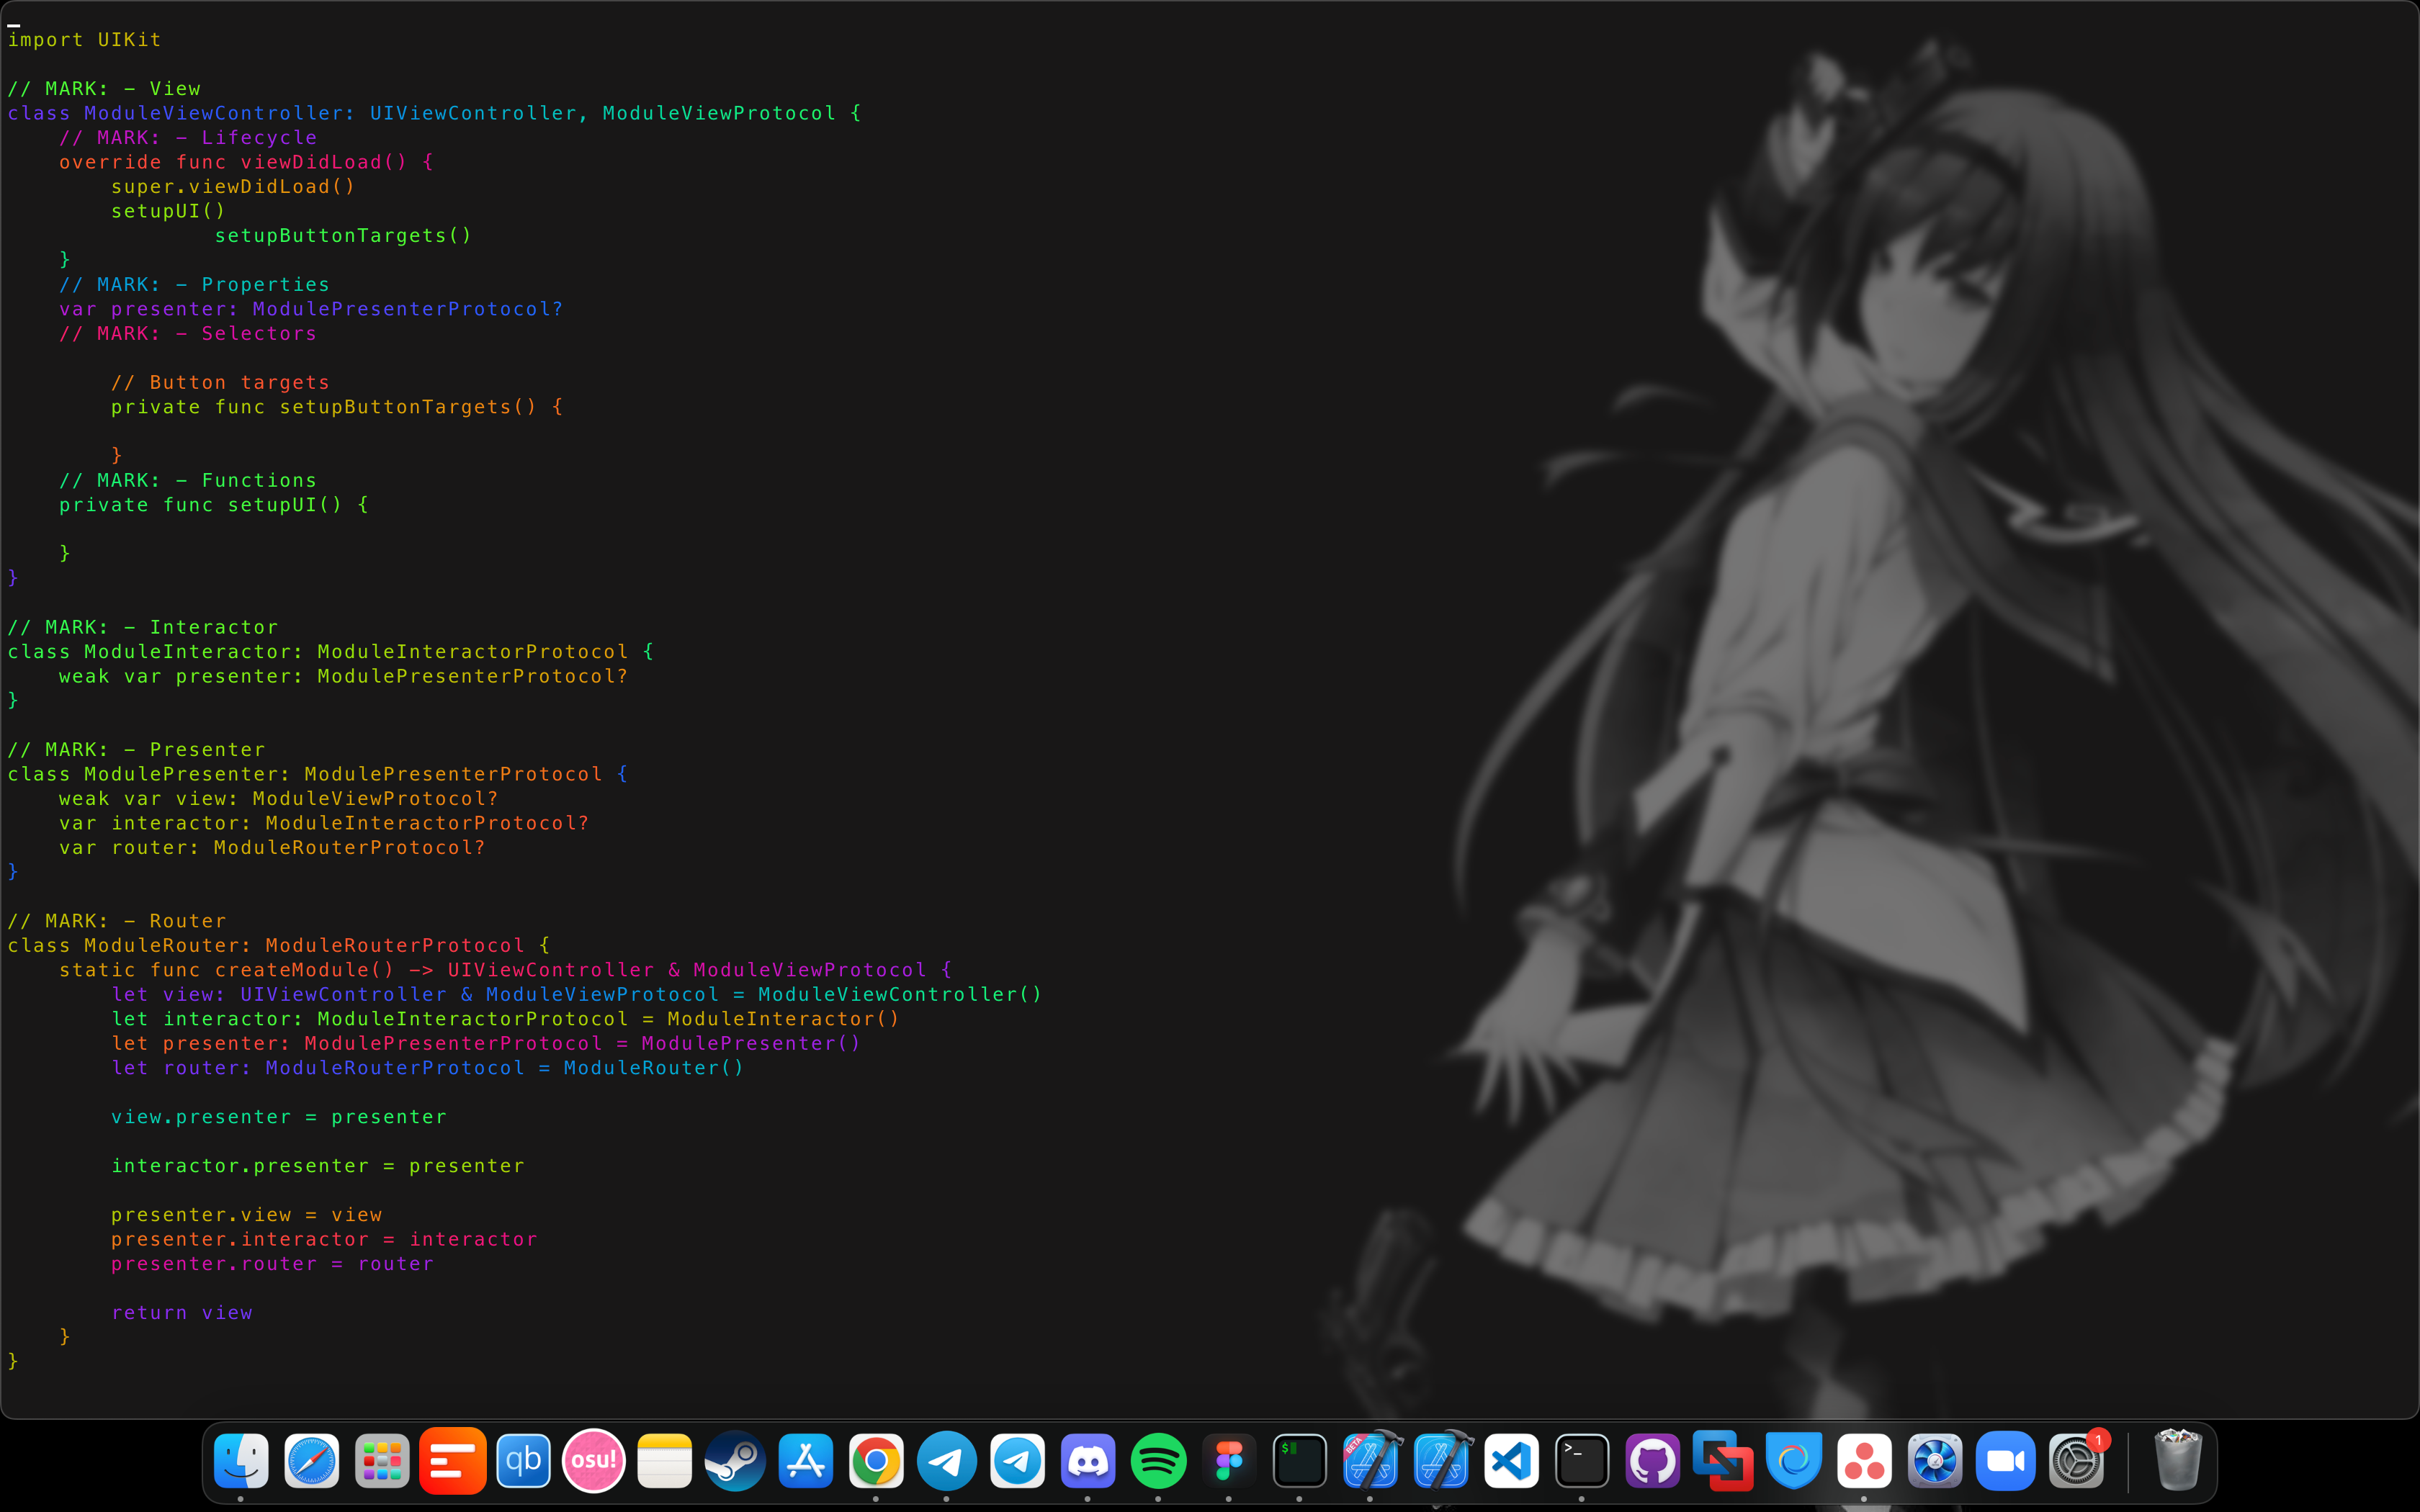 import UIKit
// MARK: - View
class ModuleViewController: UIViewController, ModuleViewProtocol {
    // MARK: - Lifecycle
    override func viewDidLoad() {
        super.viewDidLoad()
        setupUI()
                setupButtonTargets()
    }
    // MARK: - Properties
    var presenter: ModulePresenterProtocol?
    // MARK: - Selectors
        // Button targets
        private func setupButtonTargets() {
        }
    // MARK: - Functions
    private func setupUI() {
    }
}
// MARK: - Interactor
class ModuleInteractor: ModuleInteractorProtocol {
    weak var presenter: ModulePresenterProtocol?
}
// MARK: - Presenter
class ModulePresenter: ModulePresenterProtocol {
    weak var view: ModuleViewProtocol?
    var interactor: ModuleInteractorProtocol?
    var router: ModuleRouterProtocol?
}
// MARK: - Router
class ModuleRouter: ModuleRouterProtocol {
    static func createModule() -> UIViewController & ModuleViewProtocol {
        let view: UIViewController & ModuleViewProtocol = ModuleViewController()
        let interactor: ModuleInteractorProtocol = ModuleInteractor()
        let presenter: ModulePresenterProtocol = ModulePresenter()
        let router: ModuleRouterProtocol = ModuleRouter()
        view.presenter = presenter
        interactor.presenter = presenter
        presenter.view = view
        presenter.interactor = interactor
        presenter.router = router
        return view
    }
}
qb
osu!
$
BETA
>_
1